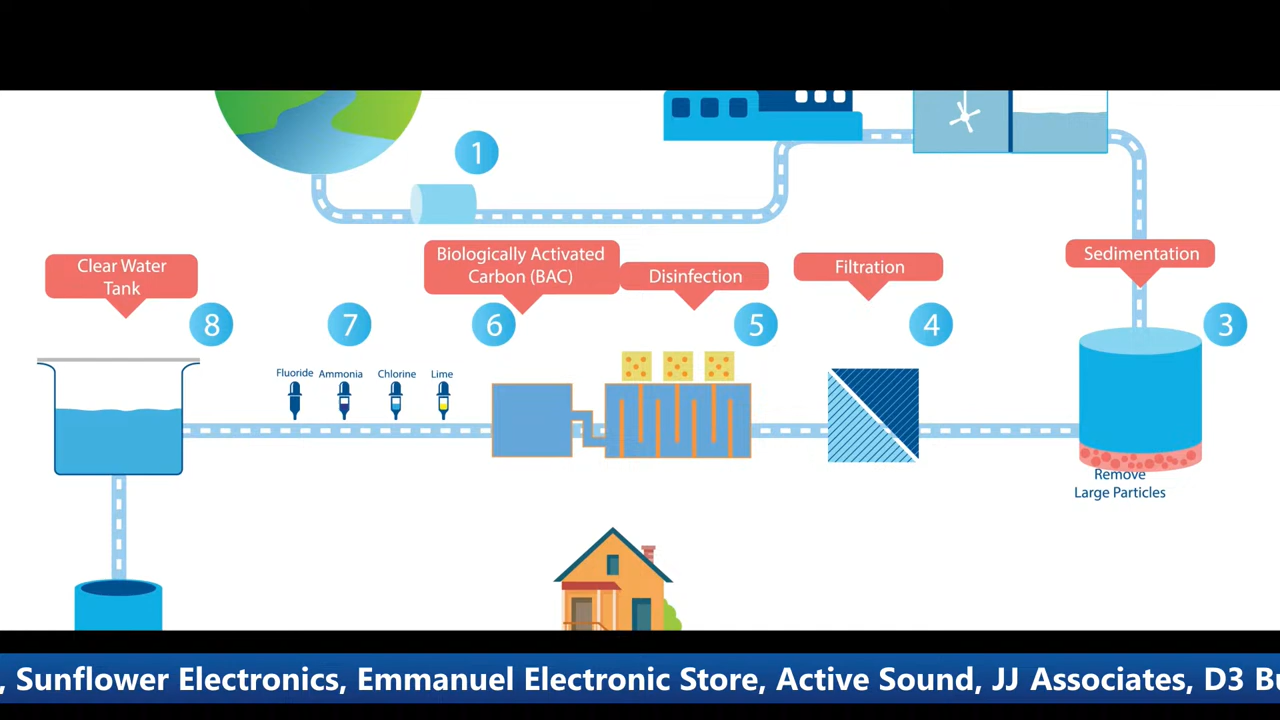 1
Clear Water
Tank
Biologically Activated
Carbon (BAC)
Disinfection
Filtration
Sedimentation
8
7
6
5
4
3
Fluoride
Ammonia
Chlorine
Lime
Remove
Large Particles
, Sunflower Electronics, Emmanuel Electronic Store, Active Sound, JJ Associates, D3